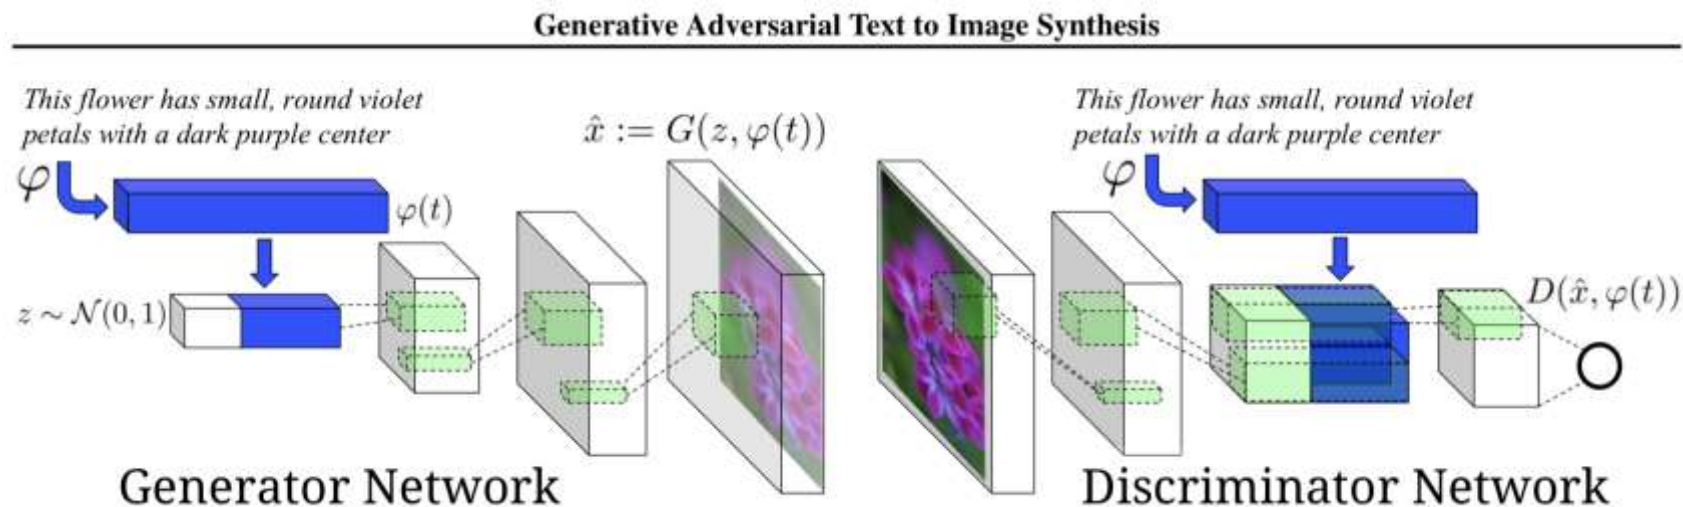 Generative Adversarial Text to Image Synthesis
This flower has small, round violet
petals with a dark purple center
φ
φ(t)
z ∼ N(0, 1)
x̂ := G(z, φ(t))
Generator Network
This flower has small, round violet
petals with a dark purple center
φ
D(x̂, φ(t))
Discriminator Network